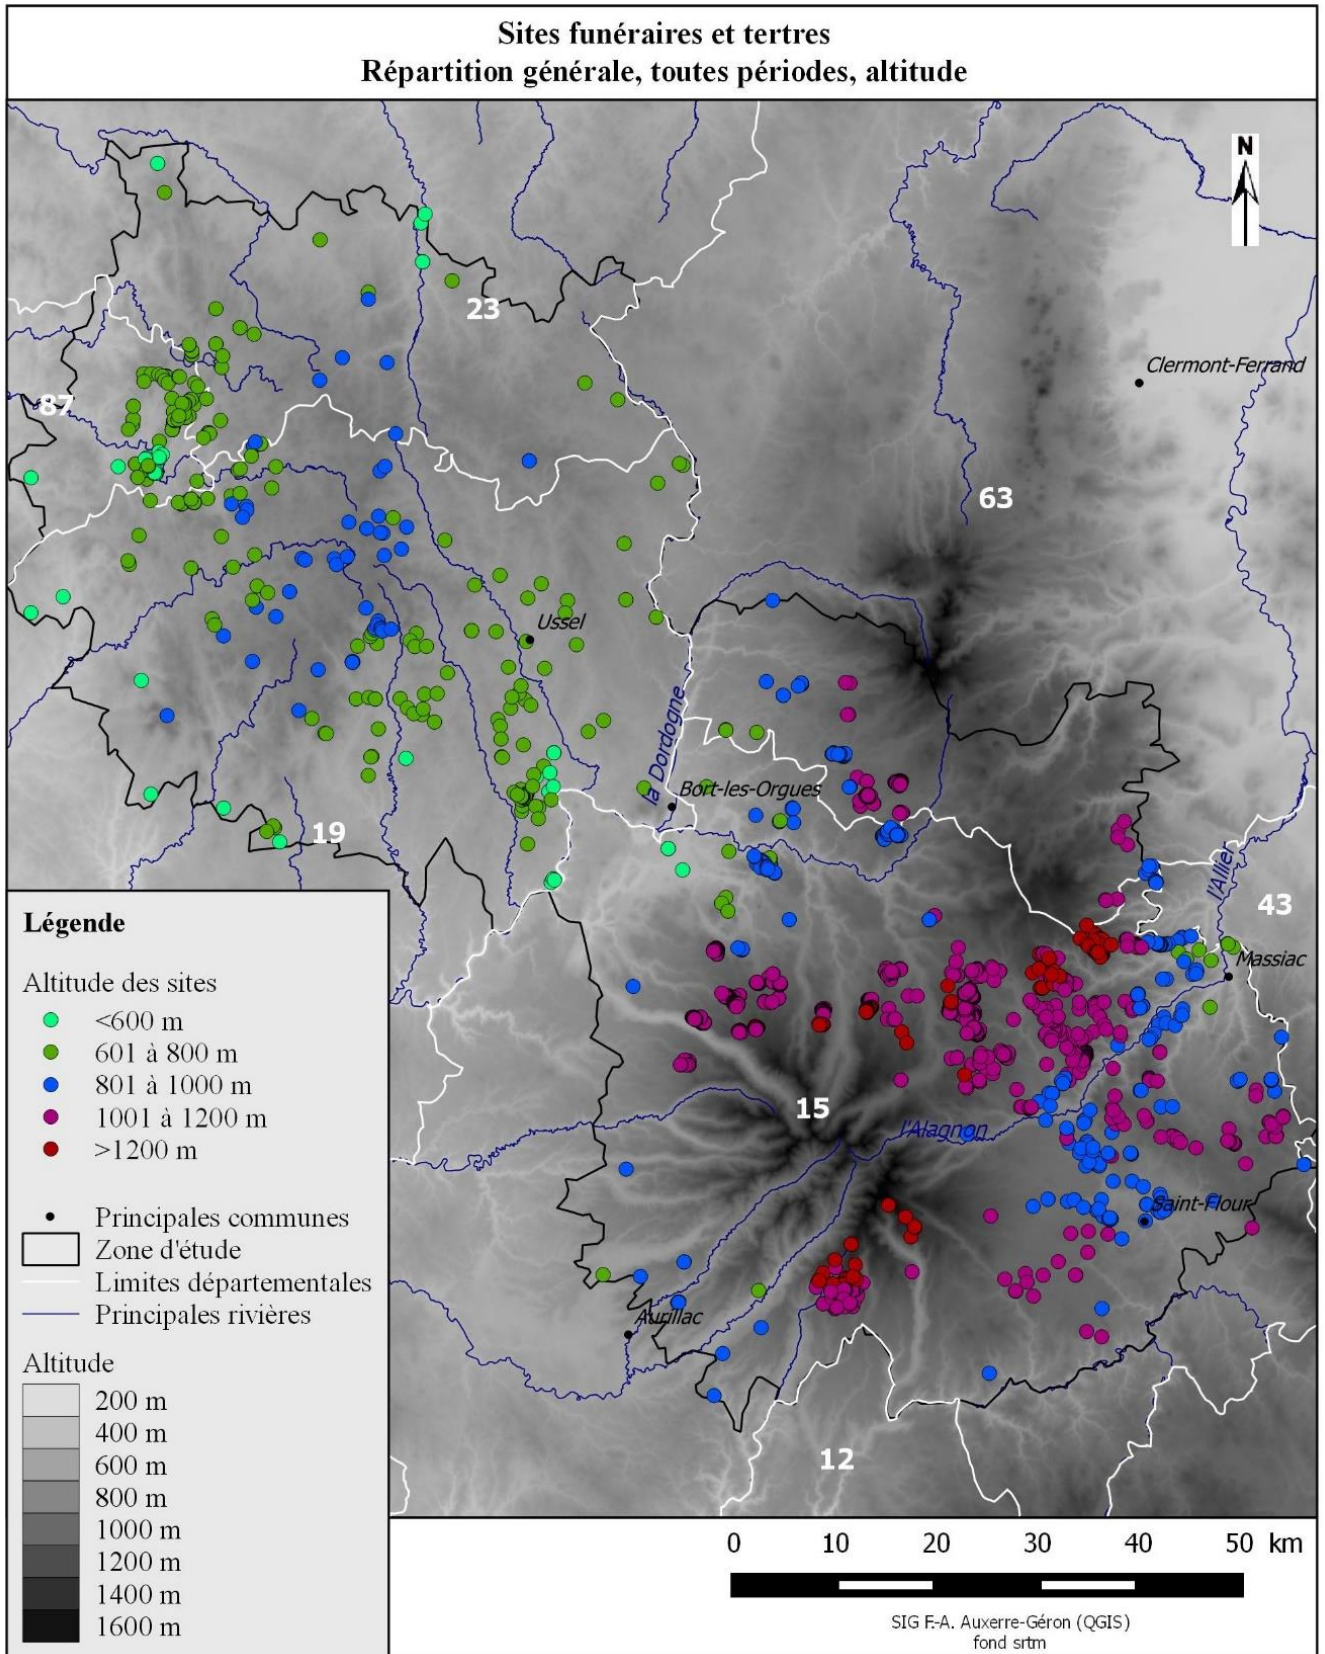 Sites funéraires et tertres
Répartition générale, toutes périodes, altitude
N
23
Clermont-Ferrand
87
63
Ussel
la Dordogne
Bort-les-Orgues
19
l'Allier
43
Massiac
15
l'Alagnon
Saint-Flour
Aurillac
12
Légende
Altitude des sites
<600 m
601 à 800 m
801 à 1000 m
1001 à 1200 m
>1200 m
Principales communes
Zone d'étude
Limites départementales
Principales rivières
Altitude
200 m
400 m
600 m
800 m
1000 m
1200 m
1400 m
1600 m
0 10 20 30 40 50 km
SIG F.-A. Auxerre-Géron (QGIS)
fond srtm